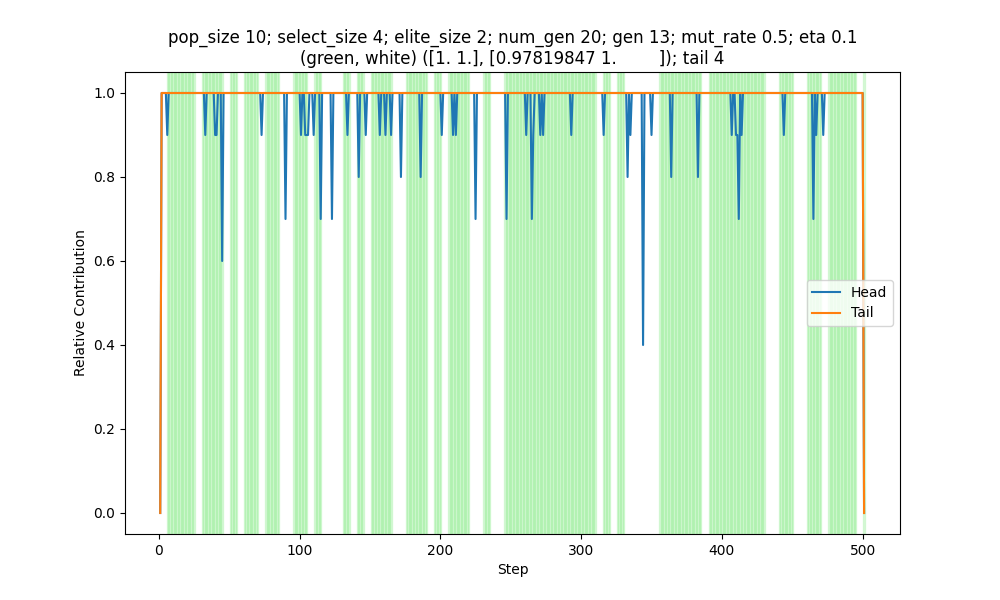 pop_size 10; select_size 4; elite_size 2; num_gen 20; gen 13; mut_rate 0.5; eta 0.1
(green, white) ([1. 1.], [0.97819847 1.        ]); tail 4
Relative Contribution
1.0
0.8
0.6
0.4
0.2
0.0
Head
Tail
0
100
200
300
400
500
Step